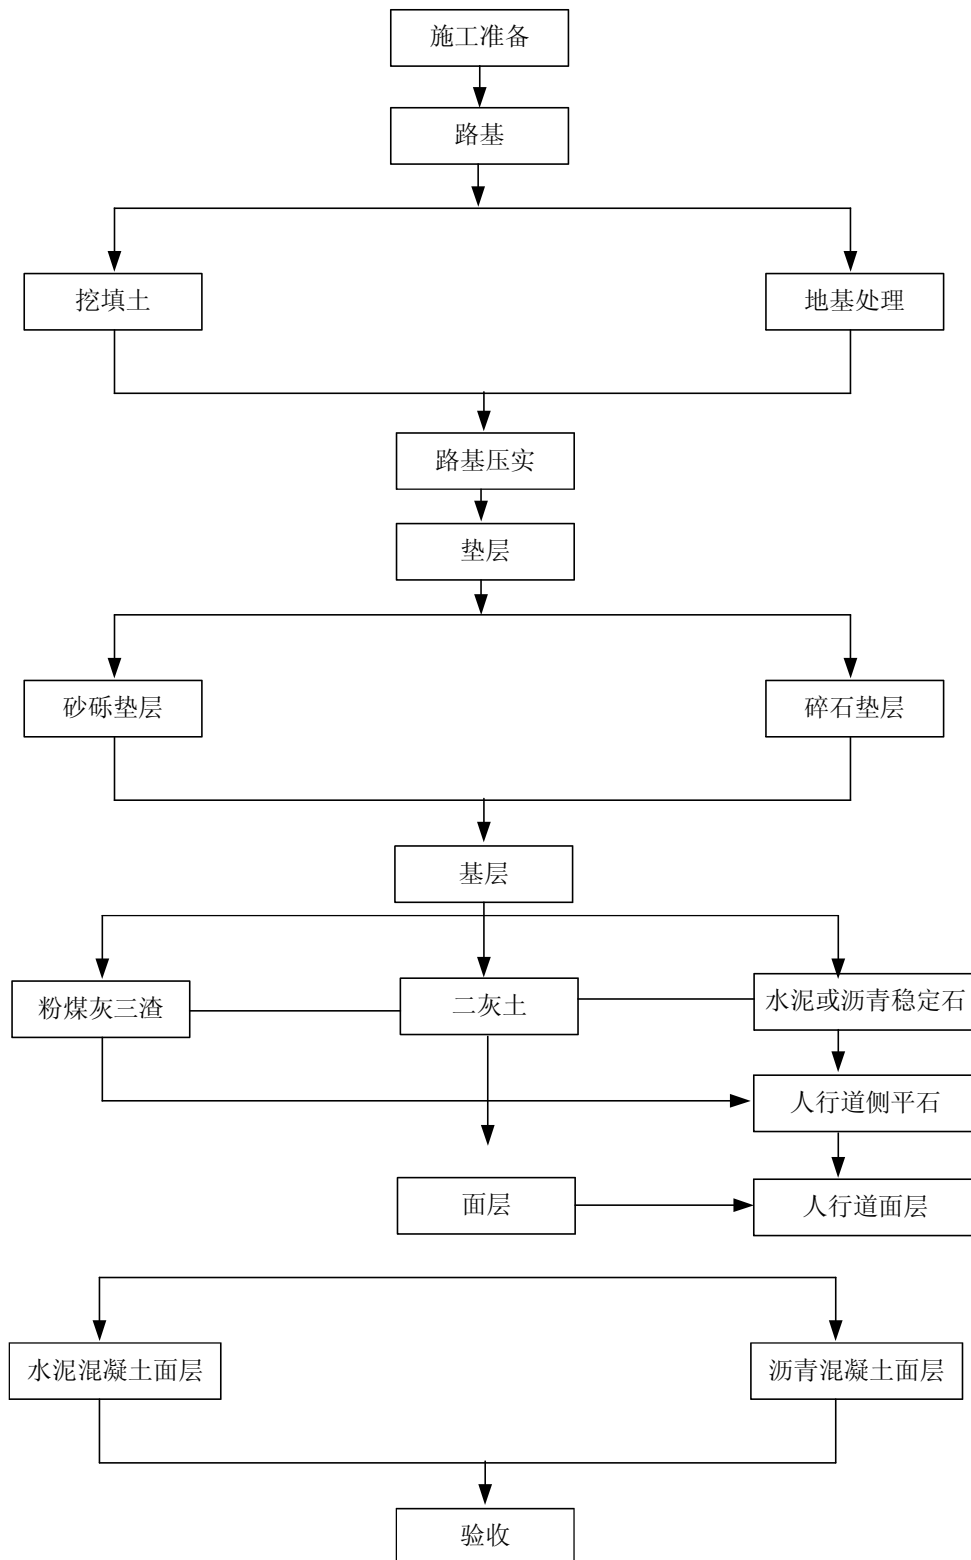 施工准备
路基
挖填土
地基处理
路基压实
垫层
砂砾垫层
碎石垫层
基层
粉煤灰三渣
二灰土
水泥或沥青稳定石
人行道侧平石
面层
人行道面层
水泥混凝土面层
沥青混凝土面层
验收